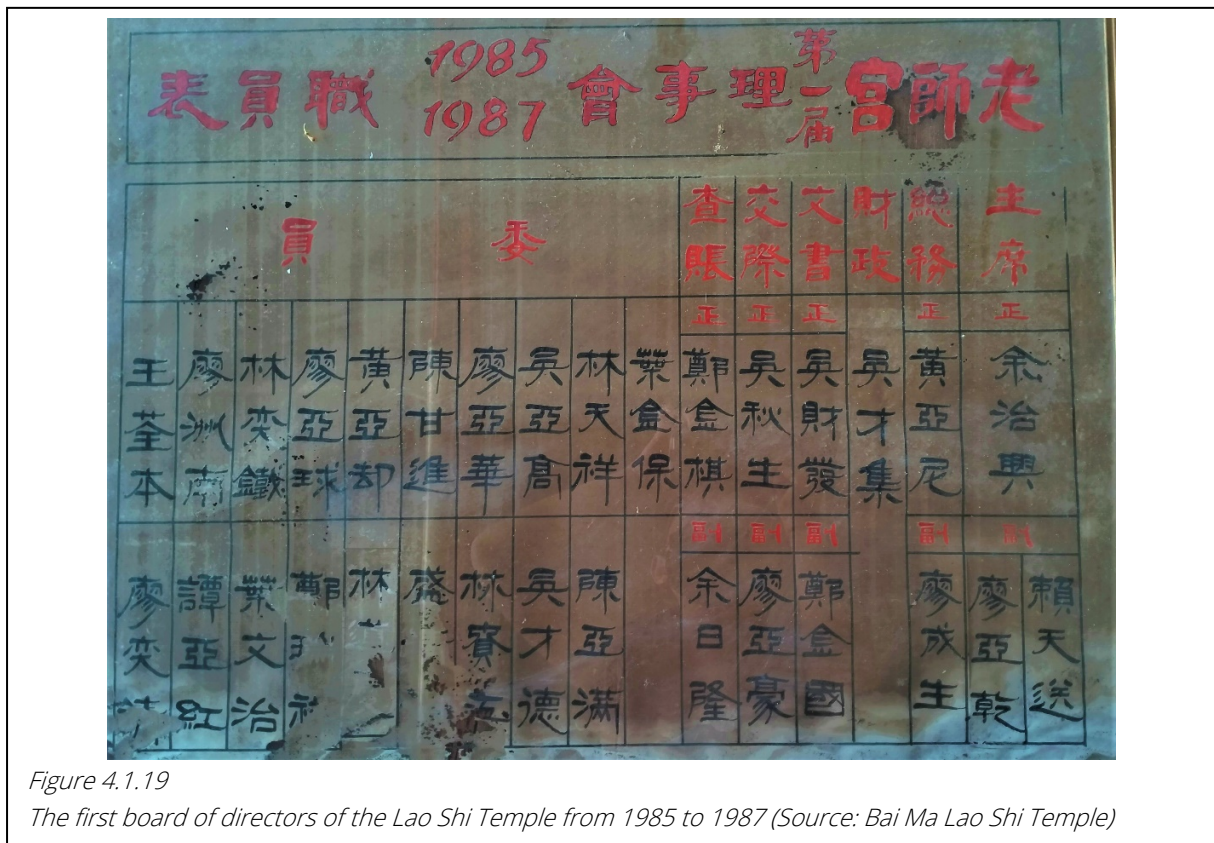 老師宮第一届理事會
1985
1987
職員表
主席
正
余治興
副
賴天送
廖亞乾
總務
正
黃亞尼
副
廖成生
財政
吳才集
文書
正
吳財發
副
鄭金國
交際
正
吳秋生
副
廖亞豪
查賬
正
鄭金棋
副
余日隆
委員
葉金保
林天祥
吳亞高
廖亞華
陳甘進
黃亞却
廖亞球
林奕鐵
廖洲南
王荃本
陳亞滿
吳才德
林寶
林
鄭
葉文治
譚亞紅
廖奕
Figure 4.1.19
The first board of directors of the Lao Shi Temple from 1985 to 1987 (Source: Bai Ma Lao Shi Temple)